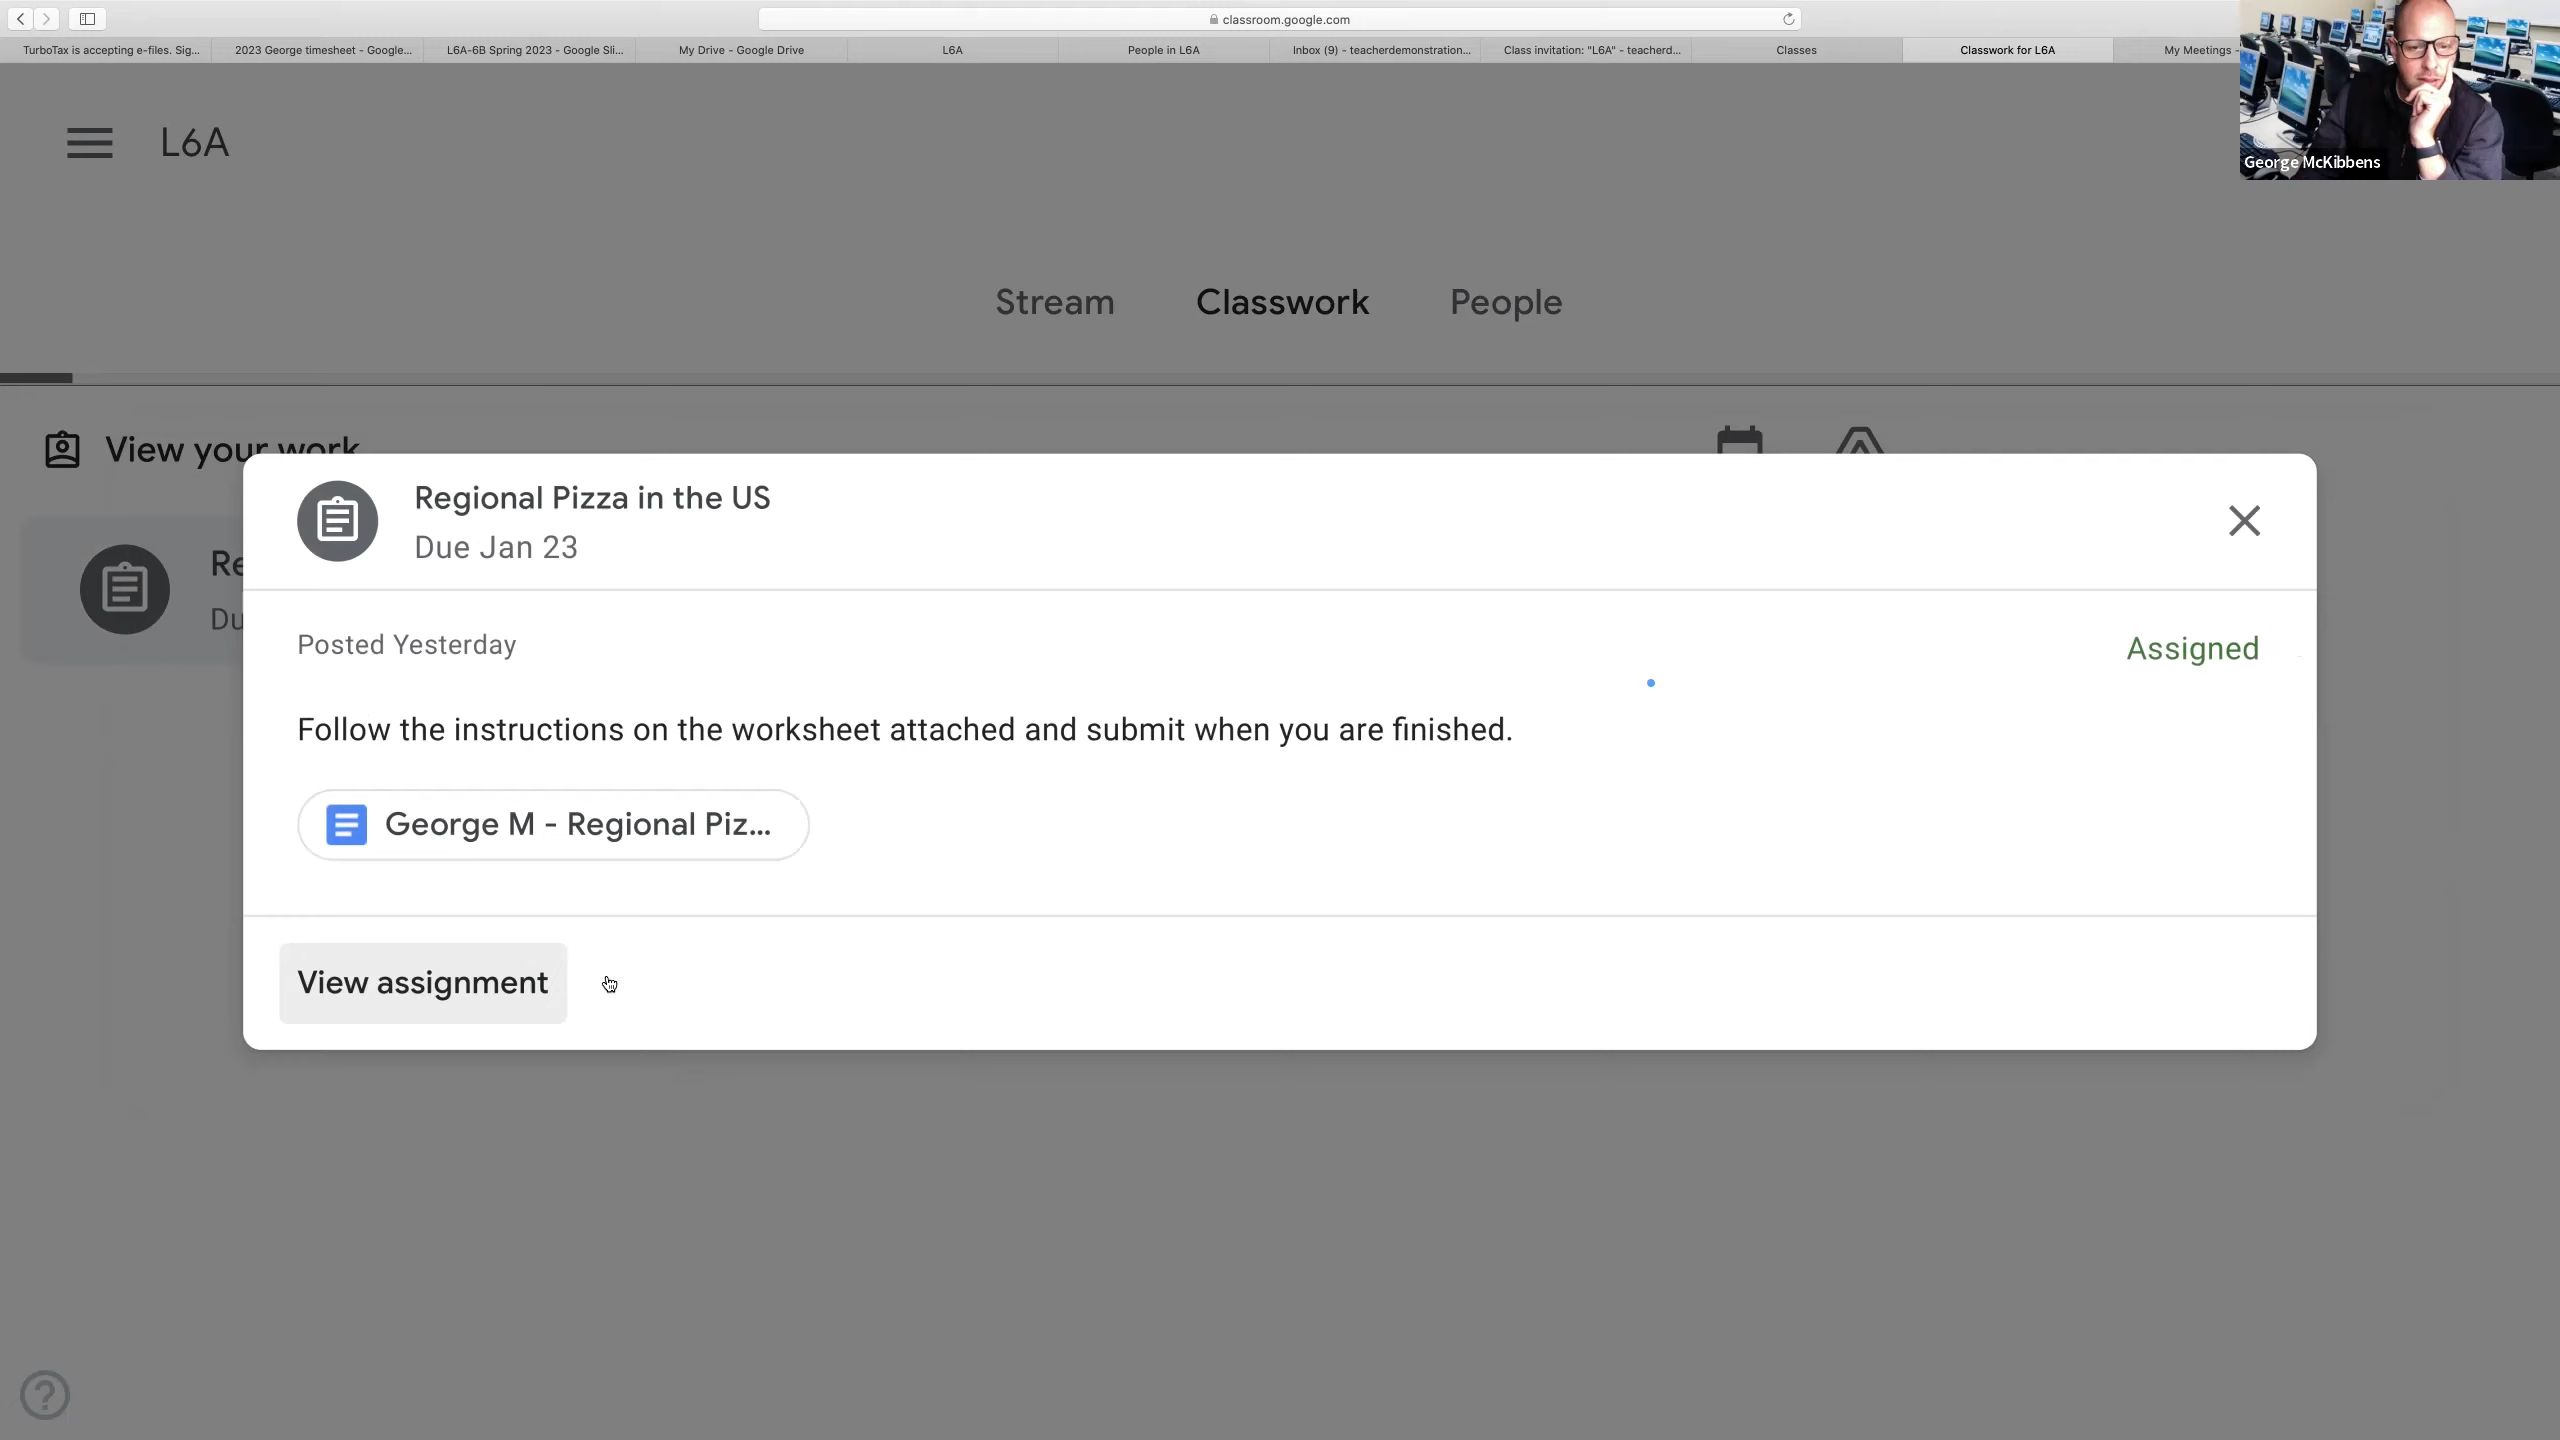 classroom.google.com
TurboTax is accepting e-files. Sig...
2023 George timesheet - Google...
L6A-6B Spring 2023 - Google Sli...
My Drive - Google Drive
L6A
People in L6A
Inbox (9) - teacherdemonstration...
Class invitation: "L6A" - teacherd...
Classes
Classwork for L6A
My Meetings -
George McKibbens
L6A
Stream
Classwork
People
View your work
Regional Pizza in the US
Due Jan 23
Re
Du
Posted Yesterday
Assigned
Follow the instructions on the worksheet attached and submit when you are finished.
George M - Regional Piz...
View assignment